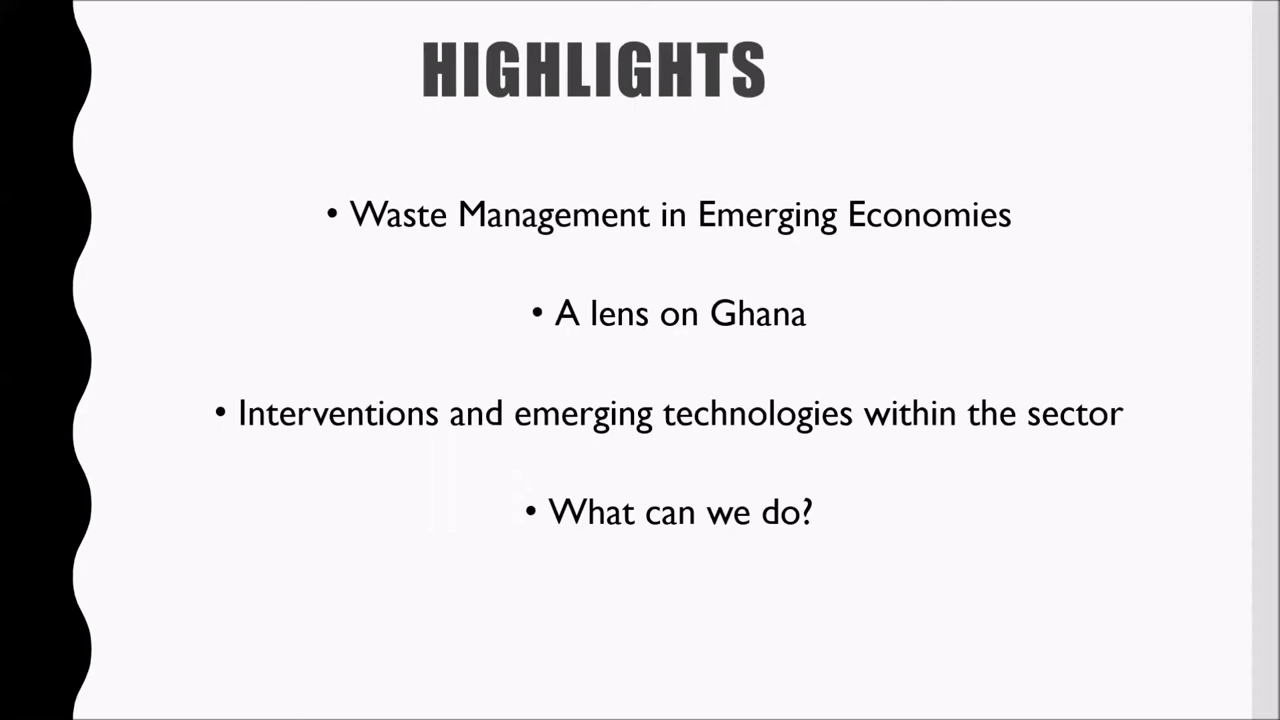 HIGHLIGHTS
• Waste Management in Emerging Economies
• A lens on Ghana
• Interventions and emerging technologies within the sector
• What can we do?